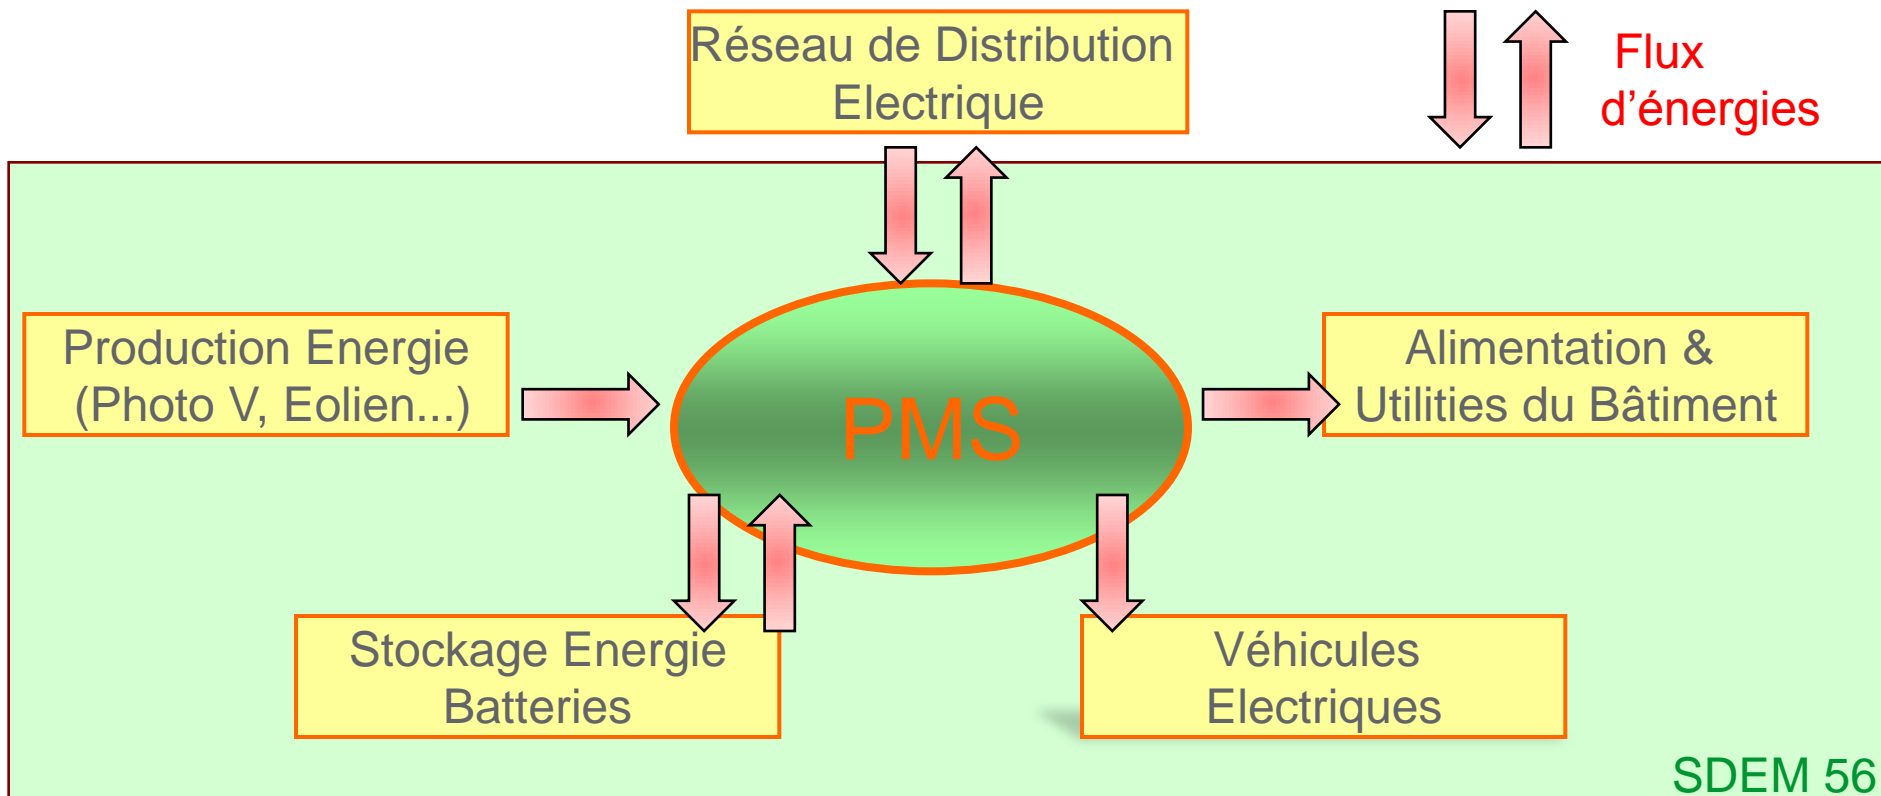 Réseau de Distribution
Electrique
Flux
d’énergies
Production Energie
(Photo V, Eolien...)
PMS
Alimentation &
Utilities du Bâtiment
Stockage Energie
Batteries
Véhicules
Electriques
SDEM 56